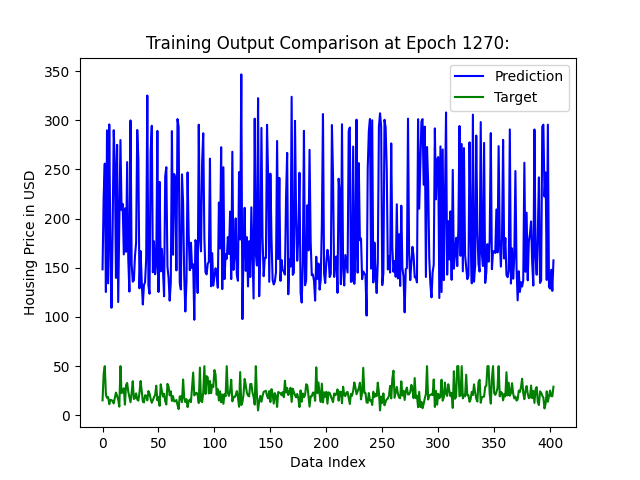 Training Output Comparison at Epoch 1270:
Prediction
Target
350
300
250
200
150
100
50
0
Housing Price in USD
0 50 100 150 200 250 300 350 400
Data Index